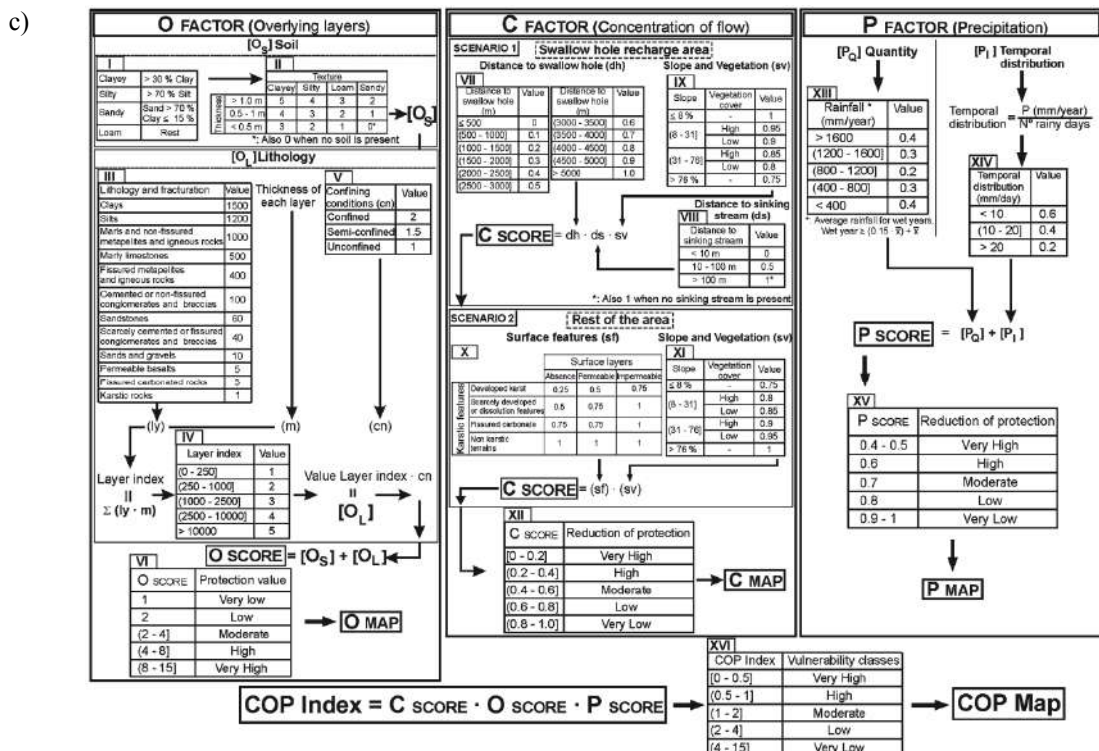 c)
O FACTOR (Overlying layers)
[OS] Soil
I
Clayey > 30 % Clay
Silty > 70 % Silt
Sandy Sand > 70 % Clay ≤ 15 %
Loam Rest
II
Texture
Clayey Silty Loam Sandy
Thickness
> 1.0 m 5 4 3 2
0.5 - 1 m 4 3 2 1
< 0.5 m 3 2 1 0*
[OS]
*: Also 0 when no soil is present
[OL] Lithology
III
Lithology and fracturation Value
Clays 1500
Silts 1200
Marls and non-fissured metapelites and igneous rocks 1000
Marly limestones 500
Fissured metapelites and igneous rocks 400
Cemented or non-fissured conglomerates and breccias 100
Sandstones 60
Scarcely cemented or fissured conglomerates and breccias 40
Sands and gravels 10
Permeable basalts 5
Fissured carbonated rocks 3
Karstic rocks 1
Thickness of each layer
V
Confining conditions (cn) Value
Confined 2
Semi-confined 1.5
Unconfined 1
(ly) (m) (cn)
Layer index
=
Σ (ly · m)
IV
Layer index Value
(0 - 250] 1
(250 - 1000] 2
(1000 - 2500] 3
(2500 - 10000] 4
> 10000 5
Value Layer index · cn
=
[OL]
O SCORE = [OS] + [OL]
VI
O SCORE Protection value
1 Very low
2 Low
(2 - 4] Moderate
(4 - 8] High
(8 - 15] Very High
O MAP
C FACTOR (Concentration of flow)
SCENARIO 1 Swallow hole recharge area
Distance to swallow hole (dh)
VII
Distance to swallow hole (m) Value
≤ 500 0
(500 - 1000] 0.1
(1000 - 1500] 0.2
(1500 - 2000] 0.3
(2000 - 2500] 0.4
(2500 - 3000] 0.5
Distance to swallow hole (m) Value
(3000 - 3500] 0.6
(3500 - 4000] 0.7
(4000 - 4500] 0.8
(4500 - 5000] 0.9
> 5000 1.0
Slope and Vegetation (sv)
IX
Slope Vegetation cover Value
≤ 8 % - 1
(8 - 31] High 0.95
Low 0.9
(31 - 76] High 0.85
Low 0.8
> 76 % - 0.75
Distance to sinking stream (ds)
VIII
Distance to sinking stream Value
< 10 m 0
10 - 100 m 0.5
> 100 m 1*
*: Also 1 when no sinking stream is present
C SCORE = dh · ds · sv
SCENARIO 2 Rest of the area
Surface features (sf)
X
Surface layers
Absence Permeable Impermeable
Karstic features
Developed karst 0.25 0.5 0.75
Scarcely developed or dissolution features 0.5 0.75 1
Fissured carbonate 0.75 0.75 1
Non karstic terrains 1 1 1
Slope and Vegetation (sv)
XI
Slope Vegetation cover Value
≤ 8 % - 0.75
(8 - 31] High 0.8
Low 0.85
(31 - 76] High 0.9
Low 0.95
> 76 % - 1
C SCORE = (sf) · (sv)
XII
C SCORE Reduction of protection
[0 - 0.2] Very High
(0.2 - 0.4] High
(0.4 - 0.6] Moderate
(0.6 - 0.8] Low
(0.8 - 1.0] Very Low
C MAP
P FACTOR (Precipitation)
[PQ] Quantity
XIII
Rainfall * (mm/year) Value
> 1600 0.4
(1200 - 1600] 0.3
(800 - 1200] 0.2
(400 - 800] 0.3
< 400 0.4
*: Average rainfall for wet years.
Wet year ≥ (0.15 · x̄) + x̄
[PI] Temporal distribution
Temporal distribution = P (mm/year) / Nº rainy days
XIV
Temporal distribution (mm/day) Value
< 10 0.6
(10 - 20] 0.4
> 20 0.2
P SCORE = [PQ] + [PI]
XV
P SCORE Reduction of protection
0.4 - 0.5 Very High
0.6 High
0.7 Moderate
0.8 Low
0.9 - 1 Very Low
P MAP
COP Index = C SCORE · O SCORE · P SCORE
XVI
COP Index Vulnerability classes
[0 - 0.5] Very High
(0.5 - 1] High
(1 - 2] Moderate
(2 - 4] Low
(4 - 15] Very Low
COP Map